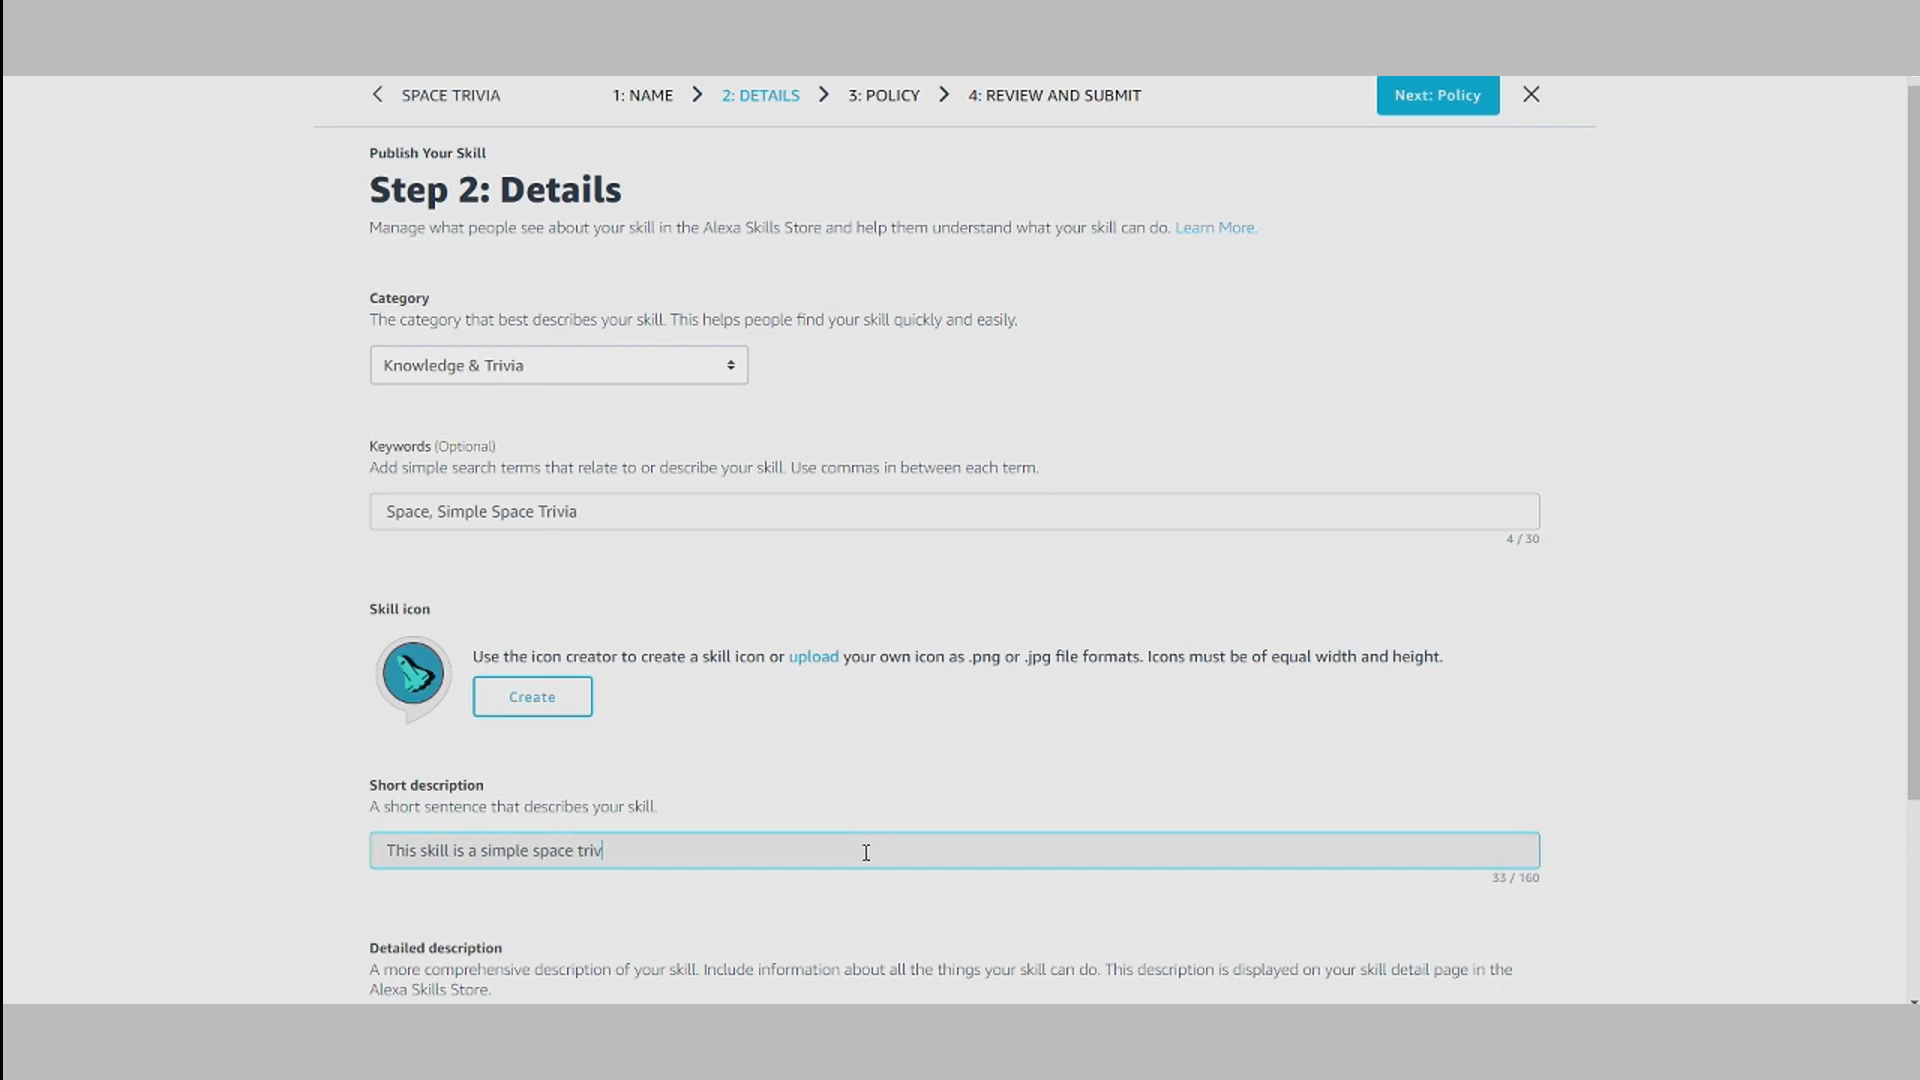 SPACE TRIVIA 1: NAME 2: DETAILS 3: POLICY 4: REVIEW AND SUBMIT Next: Policy
Publish Your Skill
Step 2: Details
Manage what people see about your skill in the Alexa Skills Store and help them understand what your skill can do. Learn More.
Category
The category that best describes your skill. This helps people find your skill quickly and easily.
Knowledge & Trivia
Keywords (Optional)
Add simple search terms that relate to or describe your skill. Use commas in between each term.
Space, Simple Space Trivia
4 / 30
Skill icon
Use the icon creator to create a skill icon or upload your own icon as .png or .jpg file formats. Icons must be of equal width and height.
Create
Short description
A short sentence that describes your skill.
This skill is a simple space triv
33 / 160
Detailed description
A more comprehensive description of your skill. Include information about all the things your skill can do. This description is displayed on your skill detail page in the
Alexa Skills Store.